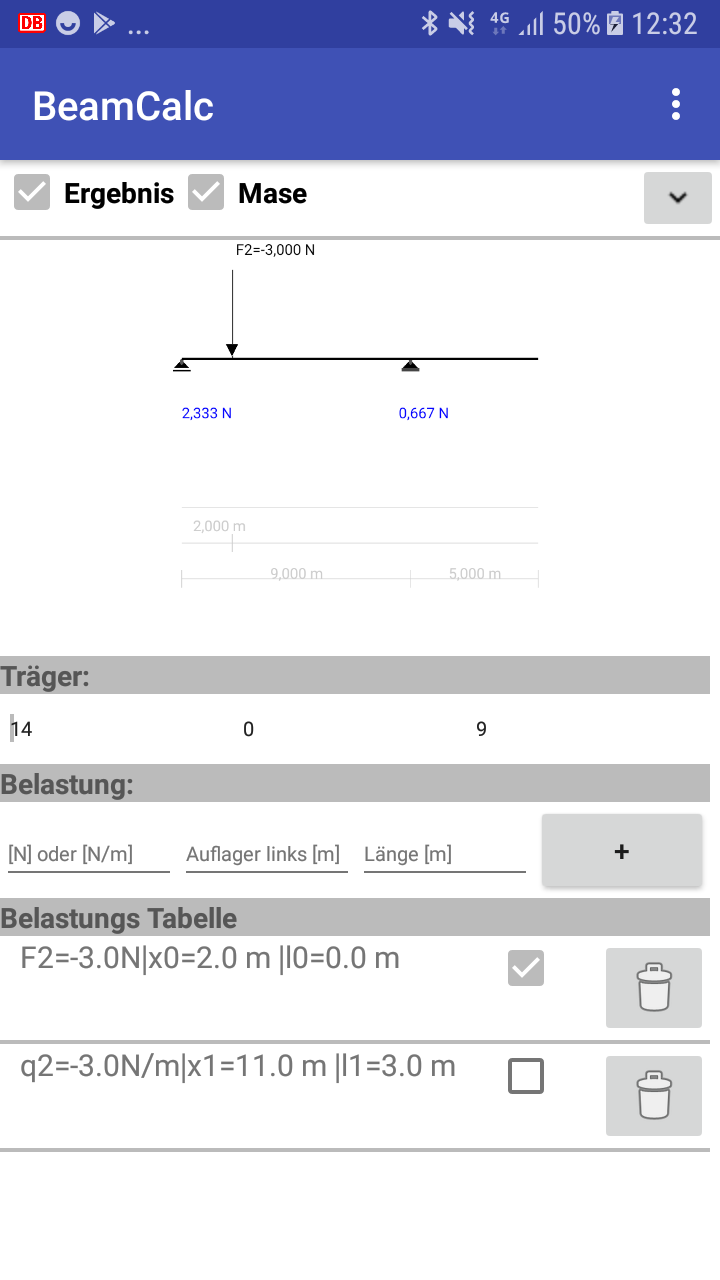 DB ... 4G 50% 12:32
BeamCalc
Ergebnis Mase
F2=-3,000 N
2,333 N 0,667 N
2,000 m
9,000 m 5,000 m
Träger:
14 0 9
Belastung:
[N] oder [N/m] Auflager links [m] Länge [m] +
Belastungs Tabelle
F2=-3.0N|x0=2.0 m |l0=0.0 m
q2=-3.0N/m|x1=11.0 m |l1=3.0 m